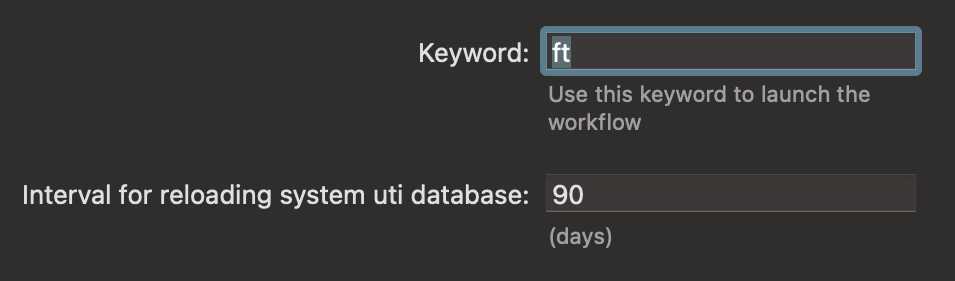 Keyword: ft
Use this keyword to launch the
workflow
Interval for reloading system uti database: 90
(days)